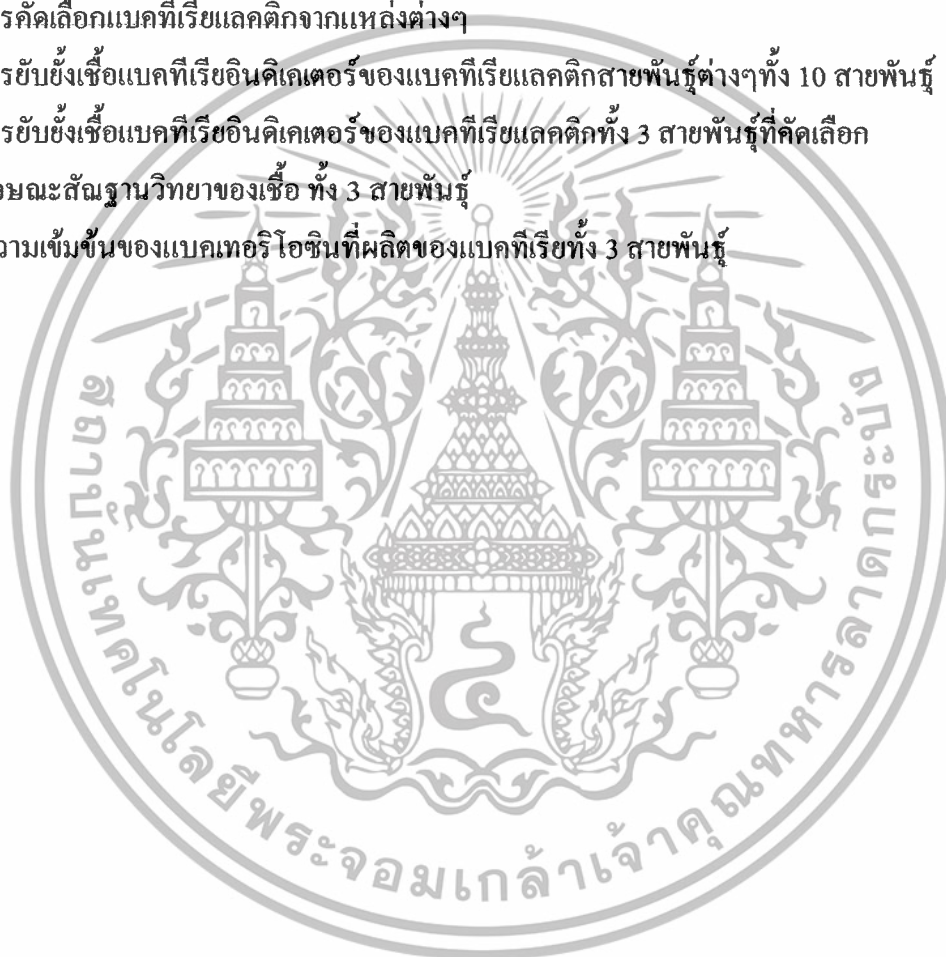 รคัดเลือกแบคทีเรียแลคติกจากแหล่งต่างๆ
รยับยั้งเชื้อแบคทีเรียอินดิเคเตอร์ของแบคทีเรียแลคติกสายพันธุ์ต่างๆทั้ง 10 สายพันธุ์
รยับยั้งเชื้อแบคทีเรียอินดิเคเตอร์ของแบคทีเรียแลคติกทั้ง 3 สายพันธุ์ที่คัดเลือก
ษณะสัณฐานวิทยาของเชื้อ ทั้ง 3 สายพันธุ์
วามเข้มข้นของแบคเทอริโอซินที่ผลิตของแบคทีเรียทั้ง 3 สายพันธุ์
สถาบันเทคโนโลยีพระจอมเกล้าเจ้าคุณทหารลาดกระบัง
๔